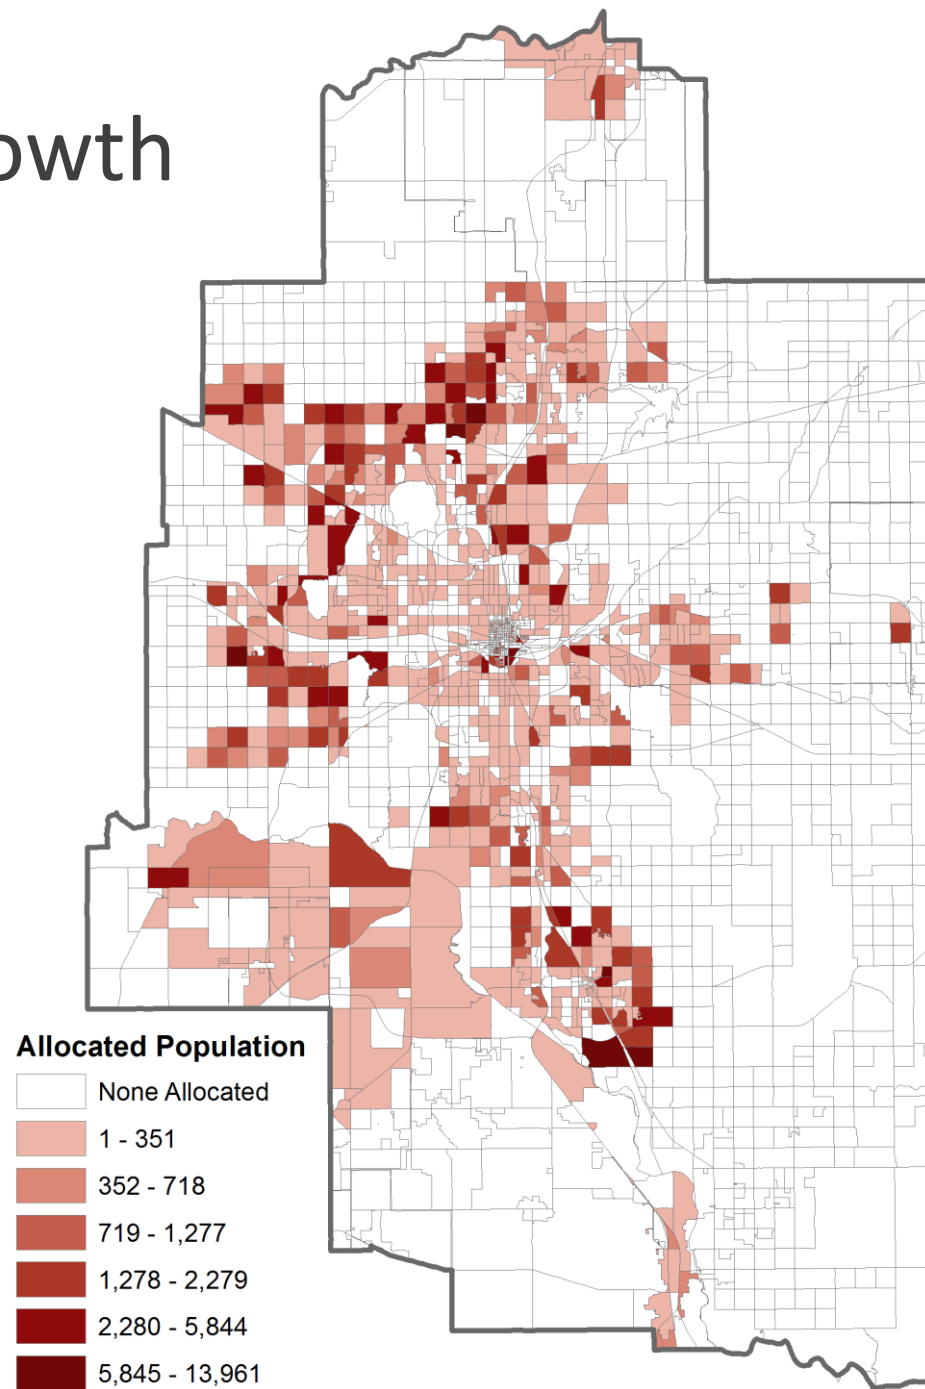 owth
Allocated Population
None Allocated
1 - 351
352 - 718
719 - 1,277
1,278 - 2,279
2,280 - 5,844
5,845 - 13,961